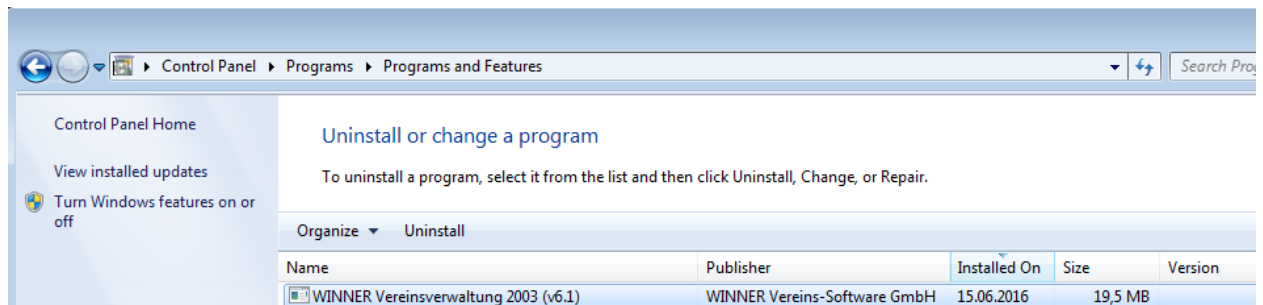 Control Panel Programs Programs and Features Search Pro
Control Panel Home
Uninstall or change a program
View installed updates
To uninstall a program, select it from the list and then click Uninstall, Change, or Repair.
Turn Windows features on or
off
Organize Uninstall
Name Publisher Installed On Size Version
WINNER Vereinsverwaltung 2003 (v6.1) WINNER Vereins-Software GmbH 15.06.2016 19,5 MB